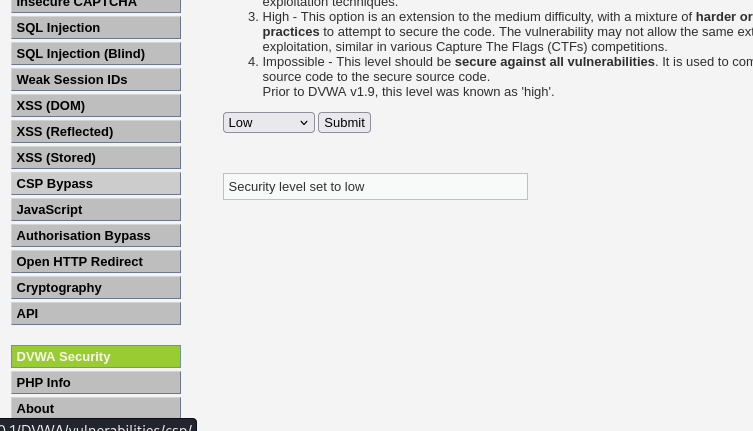 Insecure CAPTCHA
SQL Injection
SQL Injection (Blind)
Weak Session IDs
XSS (DOM)
XSS (Reflected)
XSS (Stored)
CSP Bypass
JavaScript
Authorisation Bypass
Open HTTP Redirect
Cryptography
API
DVWA Security
PHP Info
About
exploitation techniques.
3. High - This option is an extension to the medium difficulty, with a mixture of harder or
practices to attempt to secure the code. The vulnerability may not allow the same ext
exploitation, similar in various Capture The Flags (CTFs) competitions.
4. Impossible - This level should be secure against all vulnerabilities. It is used to com
source code to the secure source code.
Prior to DVWA v1.9, this level was known as 'high'.
Low Submit
Security level set to low
0.1/DVWA/vulnerabilities/csp/